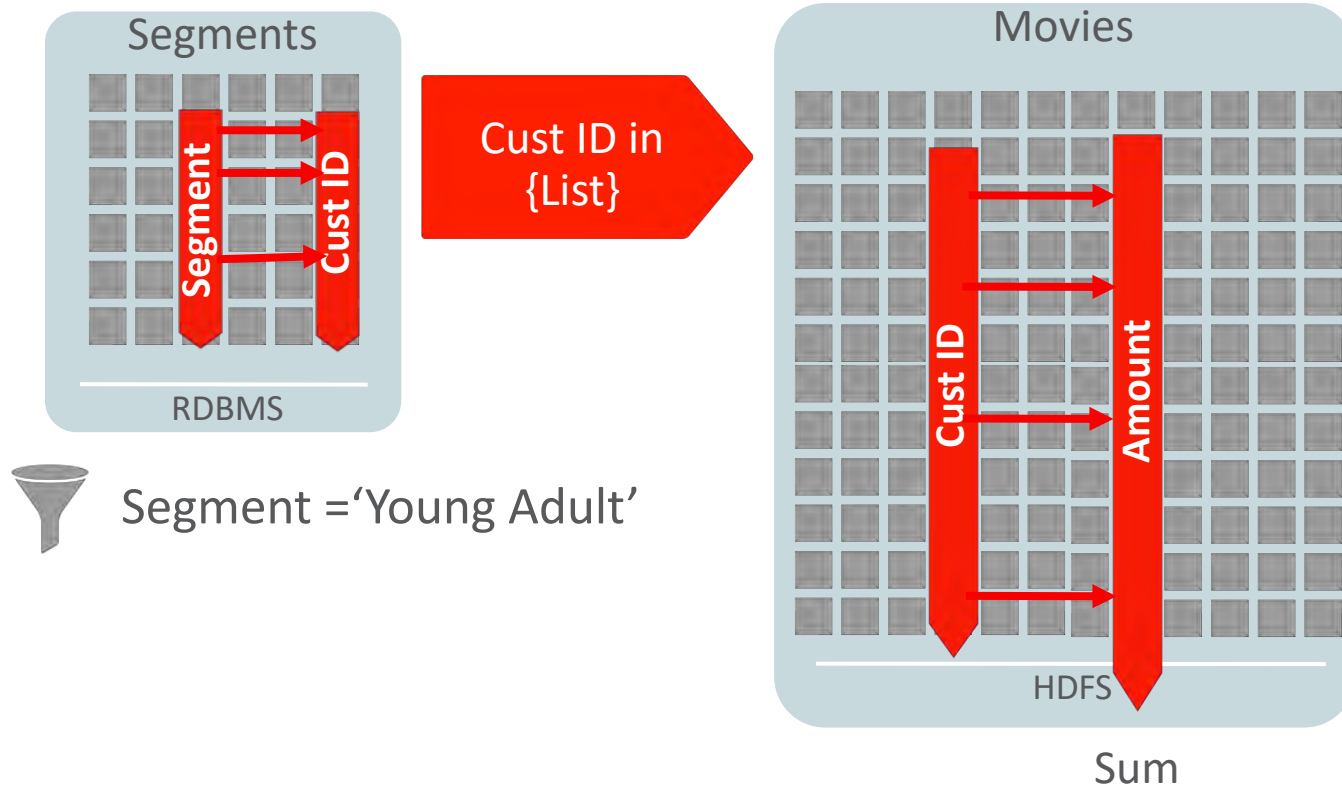 Segments
Segment
Cust ID
RDBMS
Segment =‘Young Adult’
Cust ID in
{List}
Movies
Cust ID
Amount
HDFS
Sum